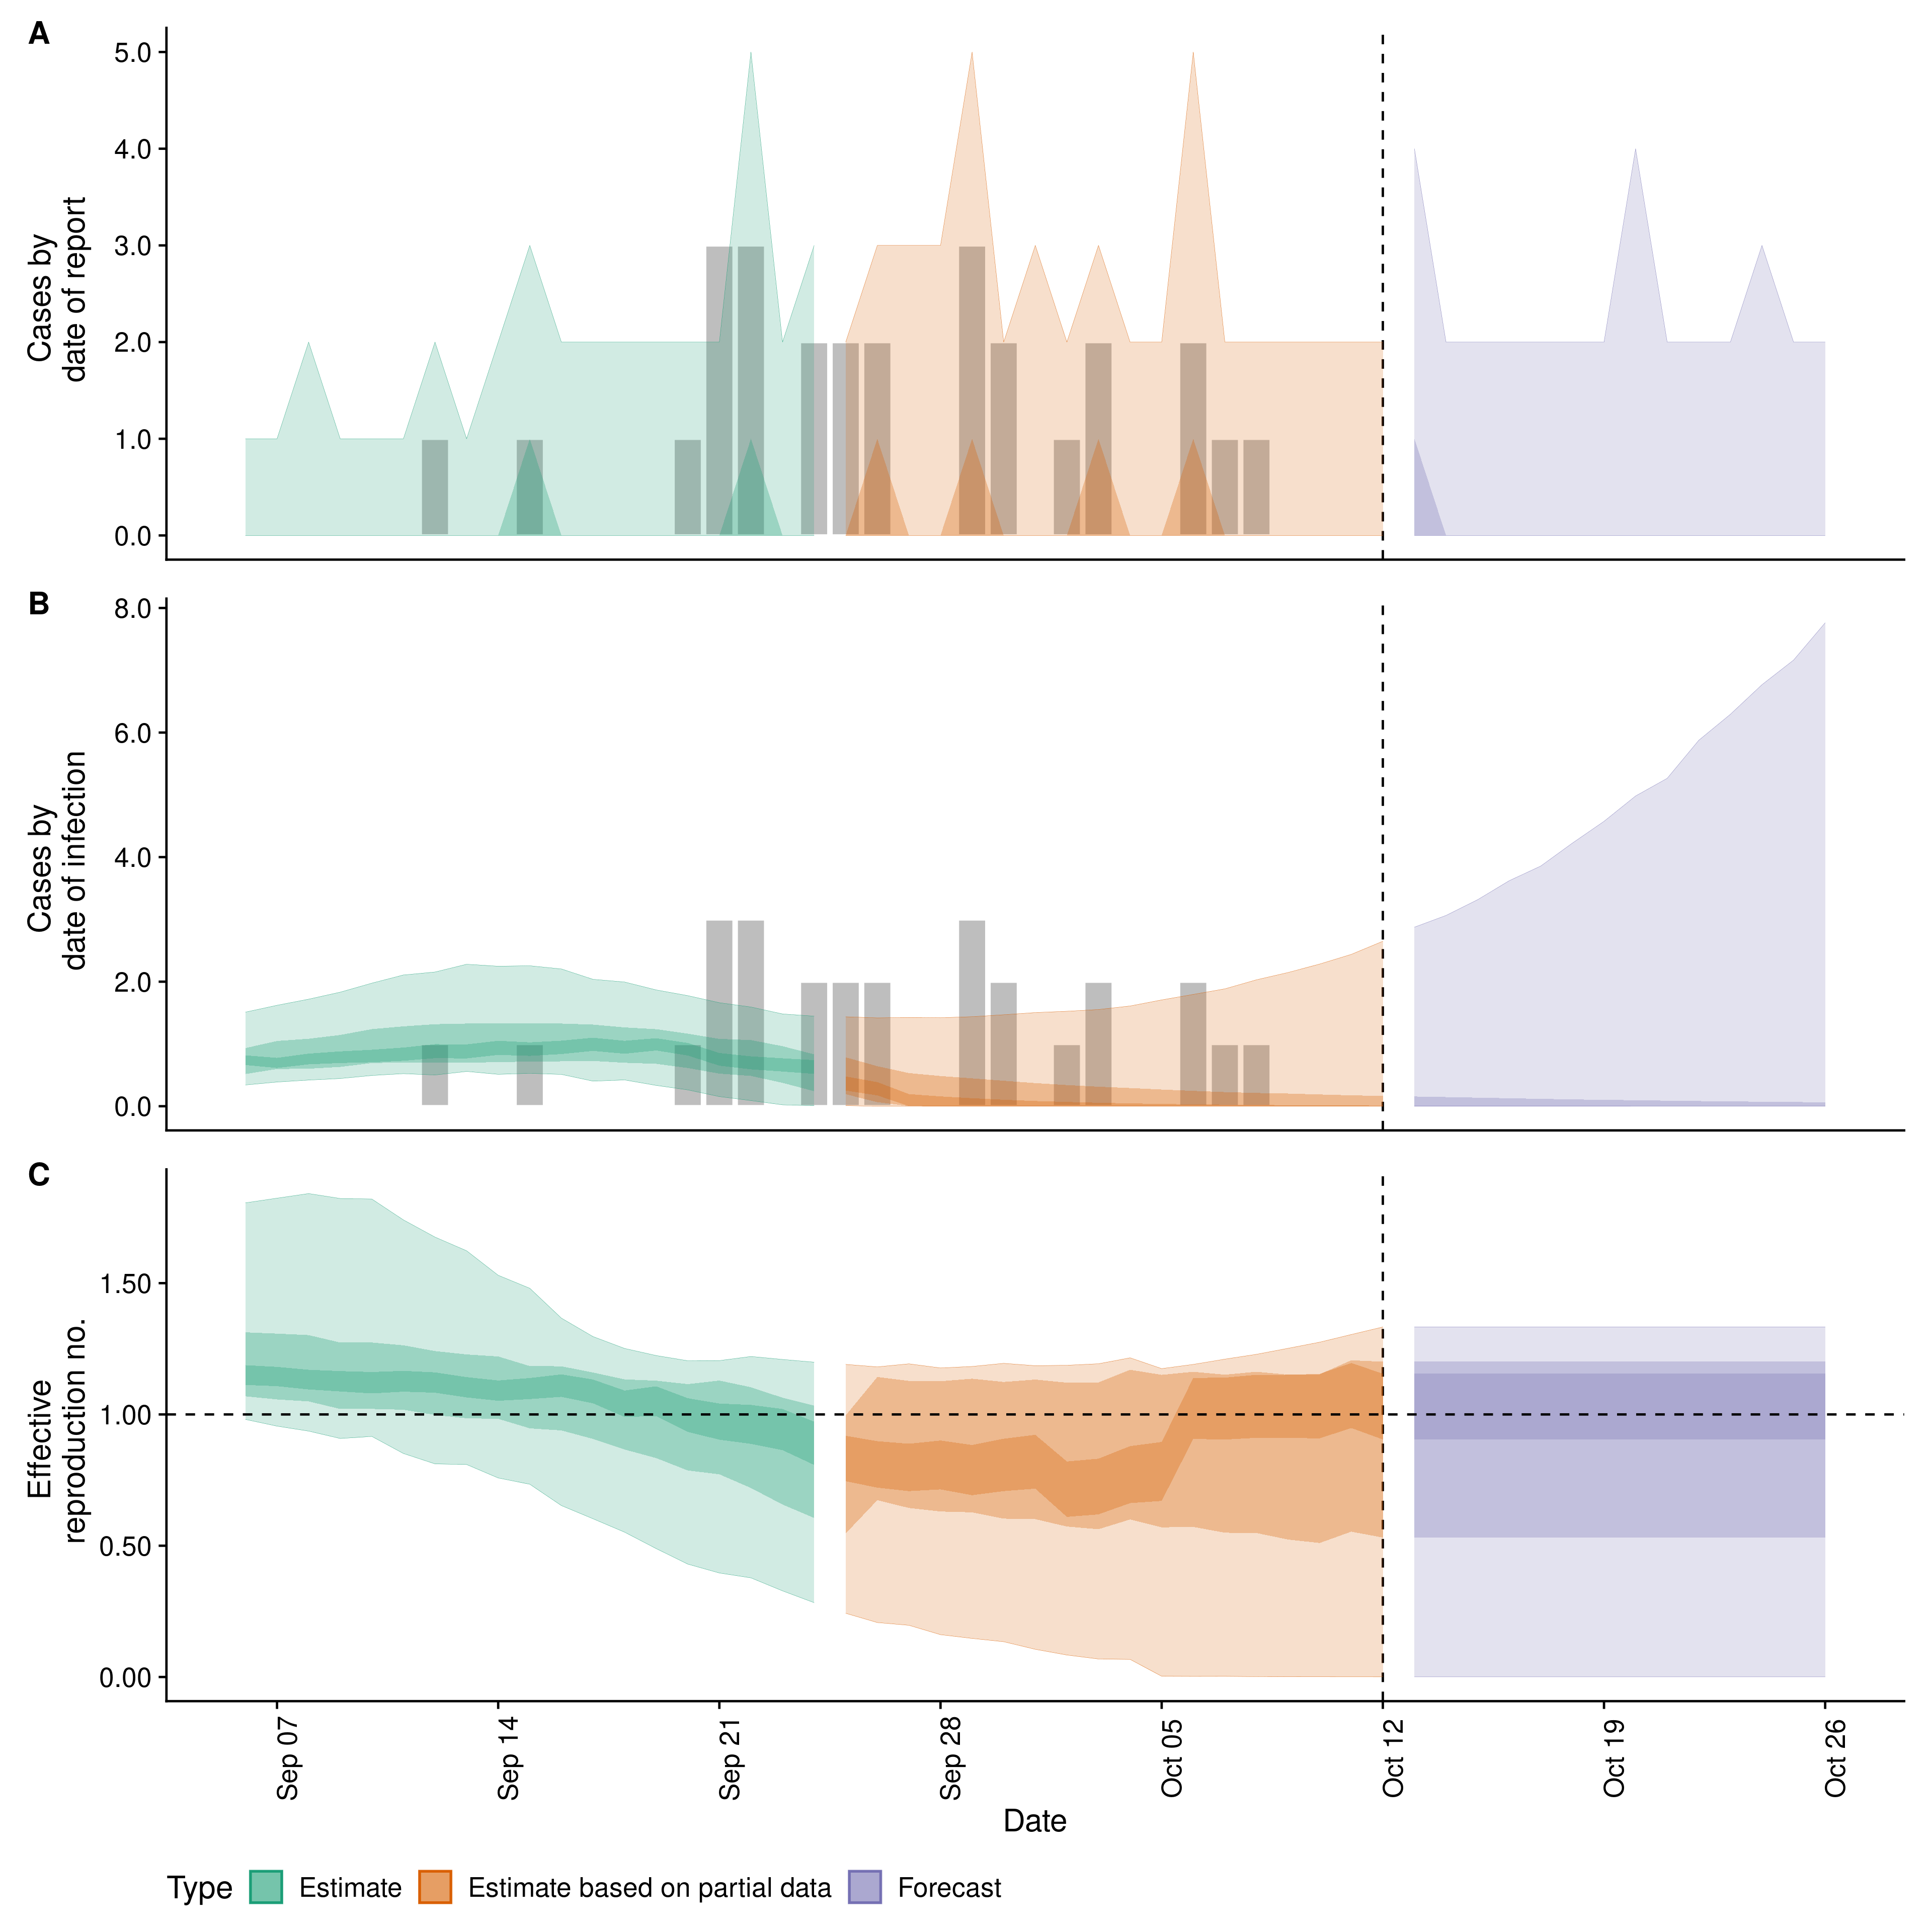 A
5.0
4.0
3.0
2.0
1.0
0.0
Cases by
date of report
B
8.0
6.0
4.0
2.0
0.0
Cases by
date of infection
C
1.50
1.00
0.50
0.00
Effective
reproduction no.
Sep 07
Sep 14
Sep 21
Sep 28
Oct 05
Oct 12
Oct 19
Oct 26
Date
Type Estimate Estimate based on partial data Forecast